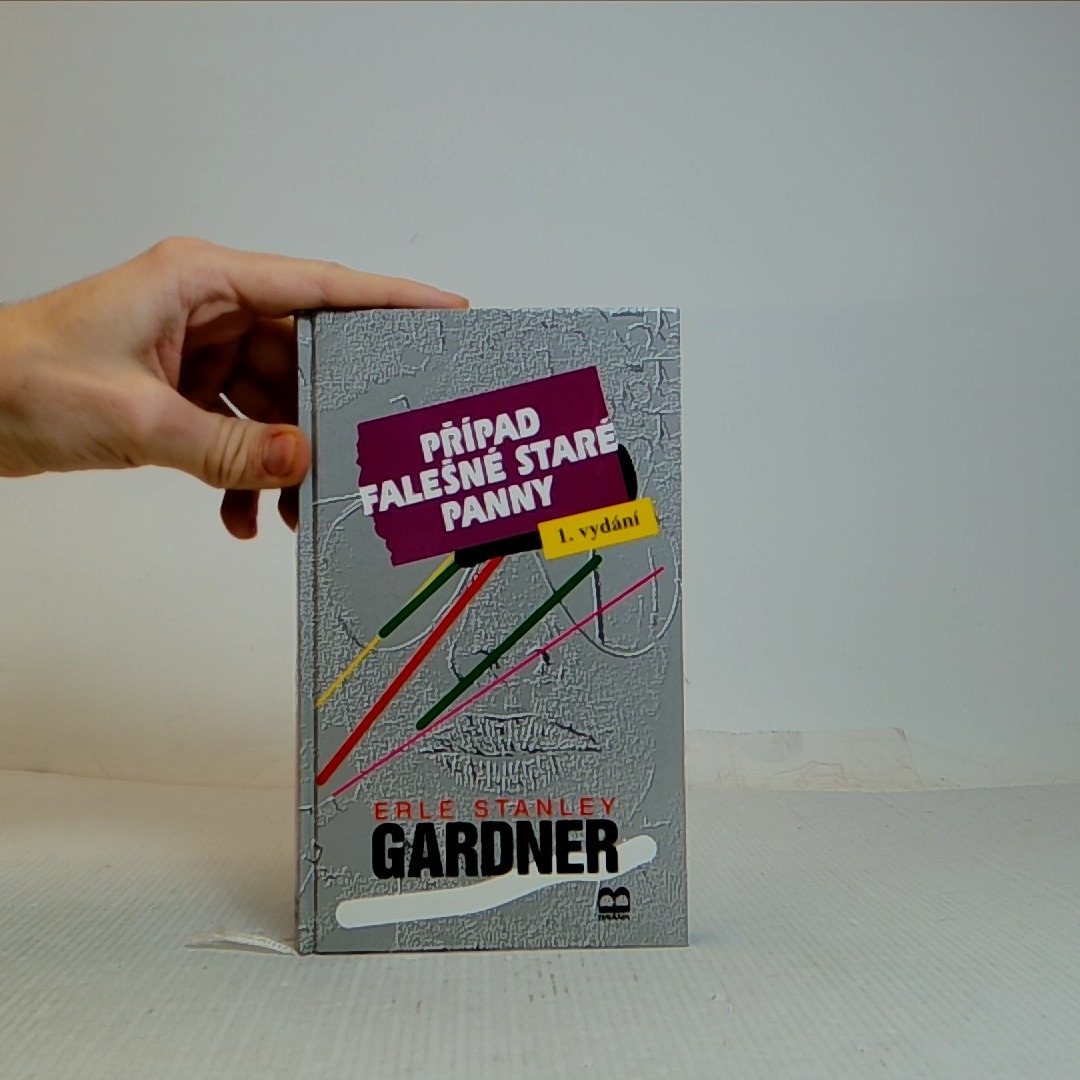 PŘÍPAD
FALEŠNÉ STARÉ
PANNY
1. vydání
ERLE STANLEY
GARDNER
B